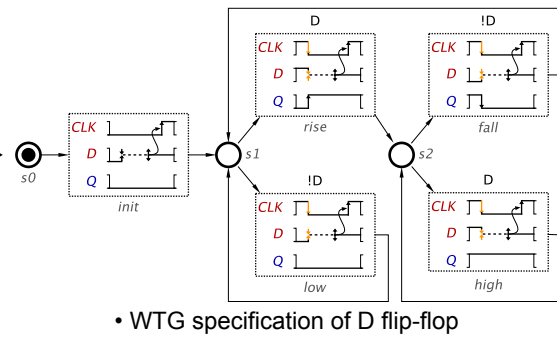 D
!D
CLK
D
Q
rise
CLK
D
Q
fall
CLK
D
Q
init
s0
s1
s2
!D
D
CLK
D
Q
low
CLK
D
Q
high
• WTG specification of D flip-flop